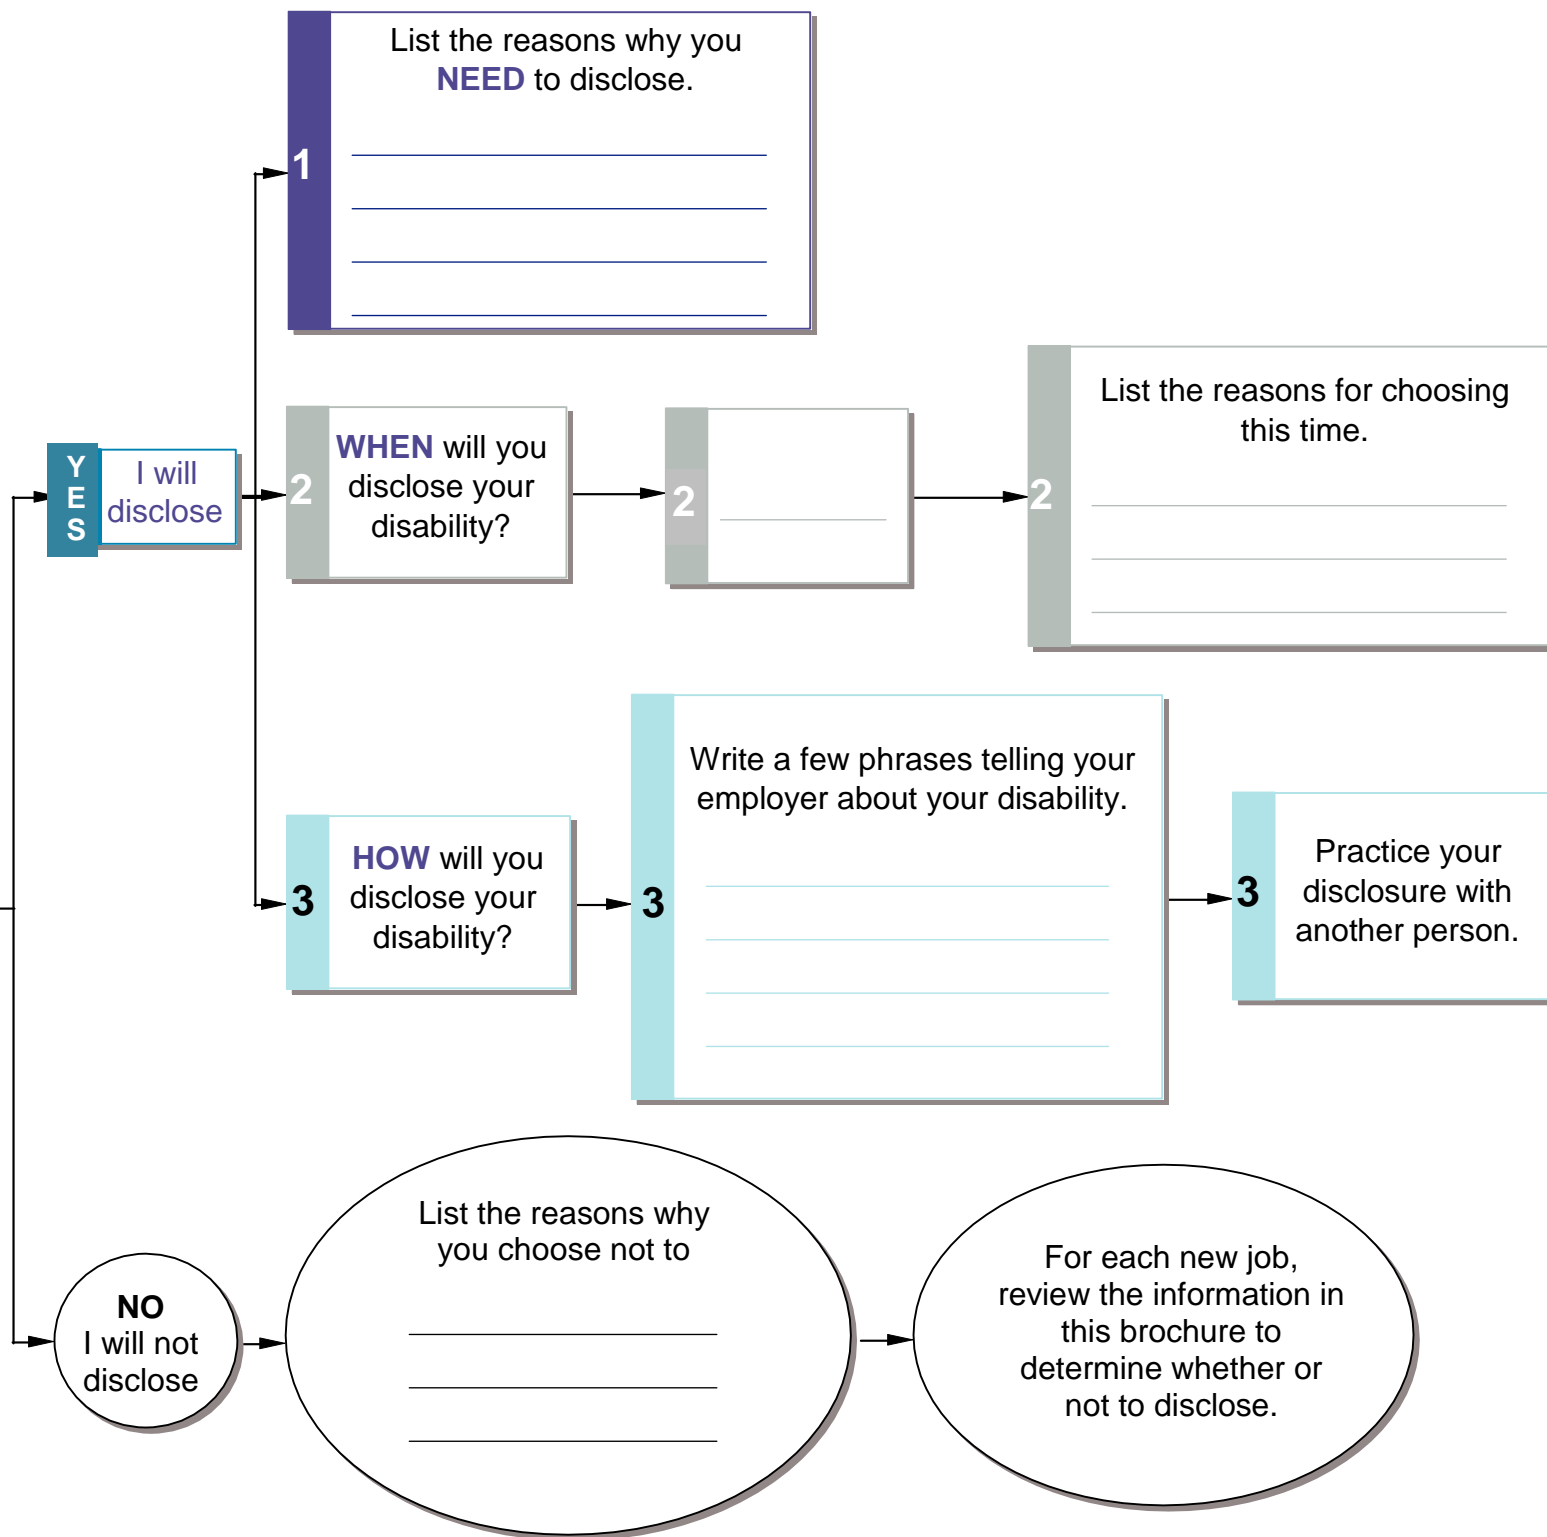 1
List the reasons why you
NEED to disclose.
YES
I will
disclose
2
WHEN will you
disclose your
disability?
2
2
List the reasons for choosing
this time.
3
HOW will you
disclose your
disability?
3
Write a few phrases telling your
employer about your disability.
3
Practice your
disclosure with
another person.
NO
I will not
disclose
List the reasons why
you choose not to
For each new job,
review the information in
this brochure to
determine whether or
not to disclose.